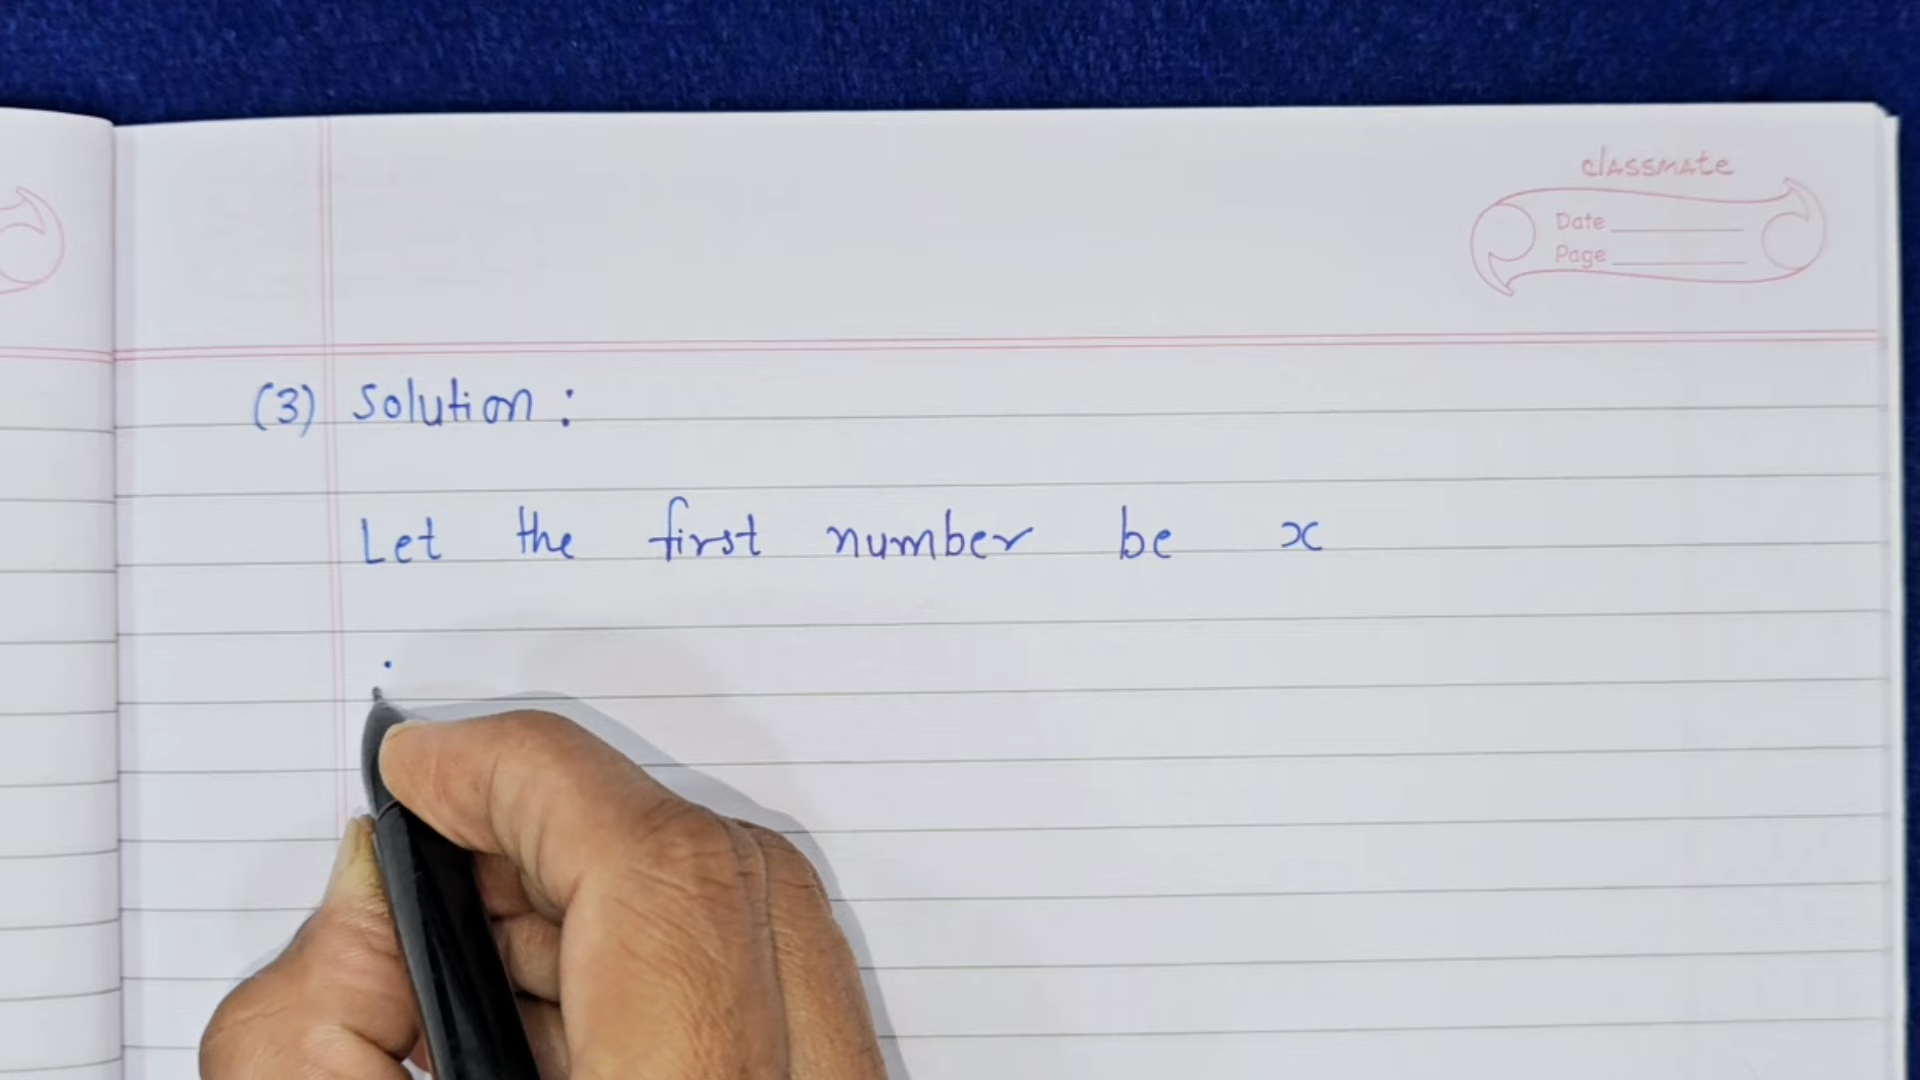 classmate
Date
Page
(3) Solution :
Let the first number be x